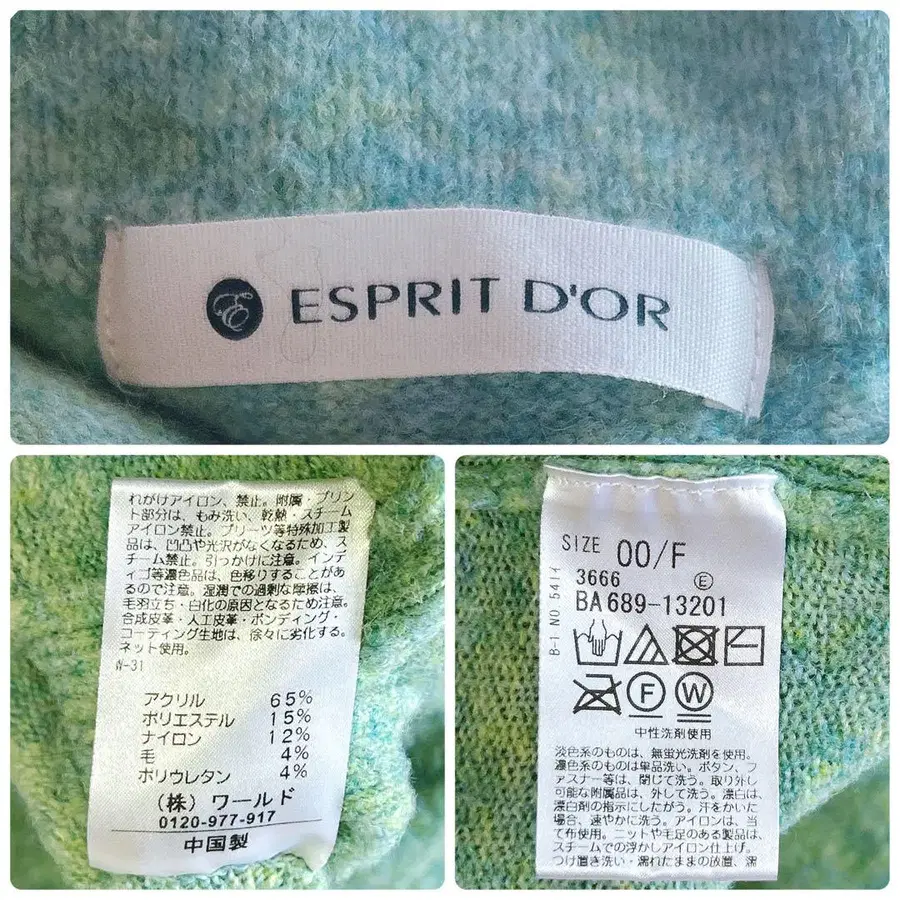 ESPRIT D'OR
れがけアイロン、禁止。附属・プリン
ト部分は、もみ洗い、乾熱・スチーム
アイロン禁止。プリーツ等特殊加工製
品は、凹凸や光沢がなくなるため、ス
チーム禁止。引っかけに注意。インデ
ィゴ等濃色品は、色移りすることがあ
るので注意。湿潤での過剰な摩擦は、
毛羽立ち・白化の原因となるため注意。
合成皮革・人工皮革・ボンディング・
コーティング生地は、徐々に劣化する。
ネット使用。
W-31
アクリル 65%
ポリエステル 15%
ナイロン 12%
毛 4%
ポリウレタン 4%
(株)ワールド
0120-977-917
中国製
SIZE 00/F
3666 E
BA689-13201
B-1 NO 5411
F W
中性洗剤使用
淡色系のものは、無蛍光洗剤を使用。
濃色系のものは単品洗い。ボタン、フ
ァスナー等は、閉じて洗う。取り外し
可能な附属品は、外して洗う。漂白は、
漂白剤の指示にしたがう。汗をかいた
場合、速やかに洗う。アイロンは、当
て布使用。ニットや毛足のある製品は、
スチームでの浮かしアイロン仕上げ。
つけ置き洗い・濡れたままの放置、濡